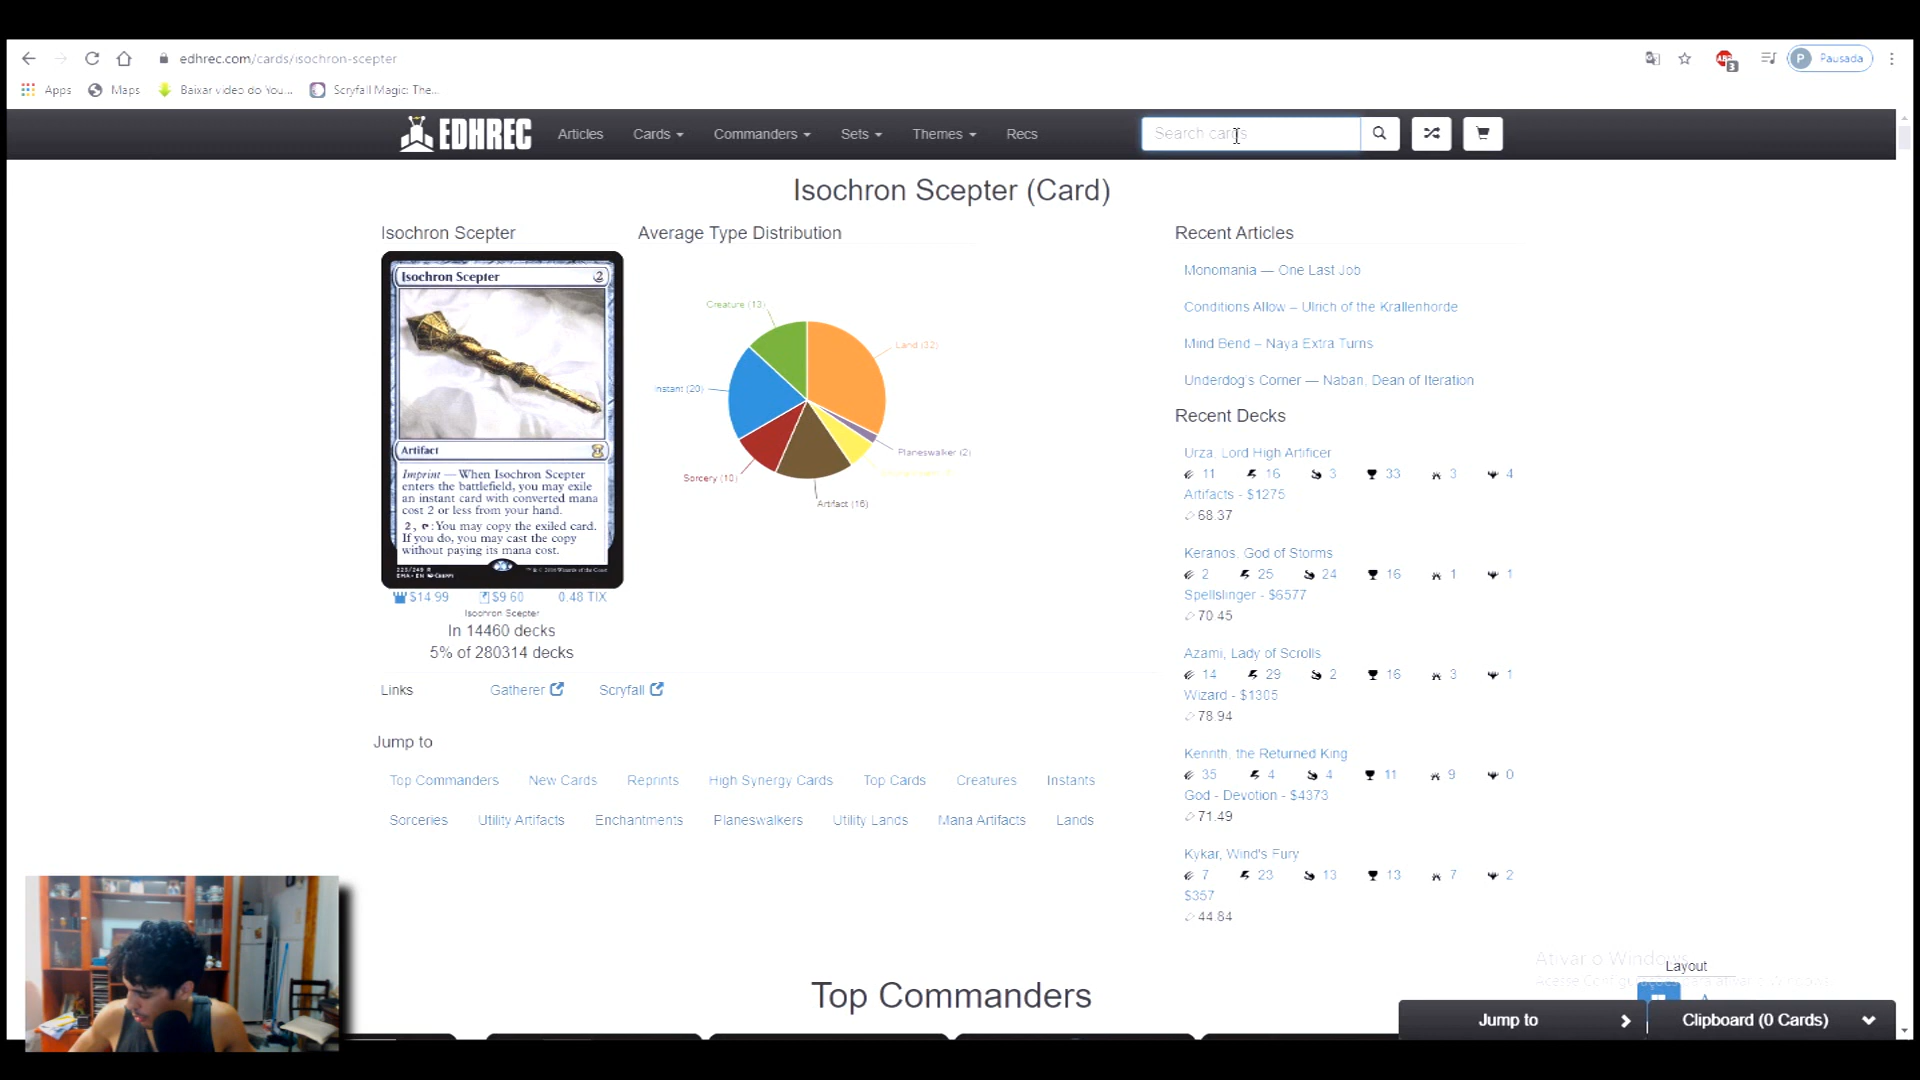 edhrec.com/cards/isochron-scepter
Pausada
Apps
Maps
Baixar vídeo do You...
Scryfall Magic: The...
EDHREC
Articles
Cards
Commanders
Sets
Themes
Recs
Search cards
Isochron Scepter (Card)
Isochron Scepter
Isochron Scepter 2
Artifact
Imprint — When Isochron Scepter
enters the battlefield, you may exile
an instant card with converted mana
cost 2 or less from your hand.
2, : You may copy the exiled card.
If you do, you may cast the copy
without paying its mana cost.
$14.99 $9.60 0.48 TIX
Isochron Scepter
In 14460 decks
5% of 280314 decks
Average Type Distribution
Creature (13)
Land (32)
Instant (20)
Planeswalker (2)
Sorcery (10)
Artifact (16)
Links
Gatherer
Scryfall
Jump to
Top Commanders New Cards Reprints High Synergy Cards Top Cards Creatures Instants
Sorceries Utility Artifacts Enchantments Planeswalkers Utility Lands Mana Artifacts Lands
Recent Articles
Monomania — One Last Job
Conditions Allow – Ulrich of the Krallenhorde
Mind Bend – Naya Extra Turns
Underdog's Corner — Naban, Dean of Iteration
Recent Decks
Urza, Lord High Artificer
11 16 3 33 3 4
Artifacts - $1275
68.37
Keranos, God of Storms
2 25 24 16 1 1
Spellslinger - $6577
70.45
Azami, Lady of Scrolls
14 29 2 16 3 1
Wizard - $1305
78.94
Kenrith, the Returned King
35 4 4 11 9 0
God - Devotion - $4373
71.49
Kykar, Wind's Fury
7 23 13 13 7 2
$357
44.84
Top Commanders
Ativar o Windows
Layout
Jump to
Clipboard (0 Cards)